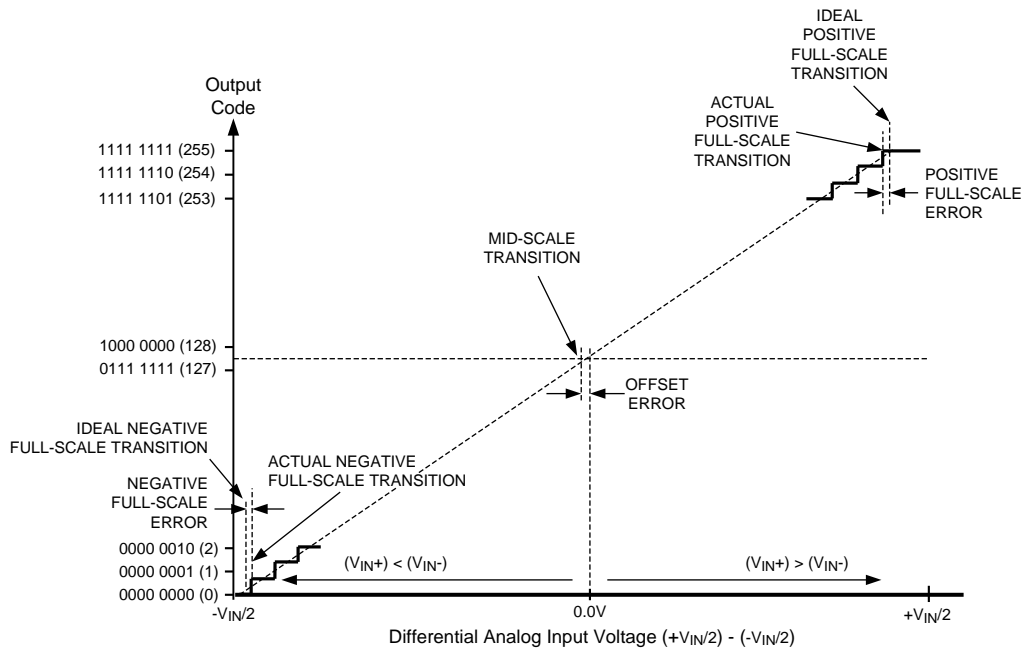 IDEAL
POSITIVE
FULL-SCALE
TRANSITION
Output
Code
ACTUAL
POSITIVE
FULL-SCALE
TRANSITION
1111 1111 (255)
1111 1110 (254)
1111 1101 (253)
POSITIVE
FULL-SCALE
ERROR
MID-SCALE
TRANSITION
1000 0000 (128)
0111 1111 (127)
OFFSET
ERROR
IDEAL NEGATIVE
FULL-SCALE TRANSITION
ACTUAL NEGATIVE
FULL-SCALE TRANSITION
NEGATIVE
FULL-SCALE
ERROR
0000 0010 (2)
0000 0001 (1)
0000 0000 (0)
(VIN+) < (VIN-)
(VIN+) > (VIN-)
-VIN/2
0.0V
+VIN/2
Differential Analog Input Voltage (+VIN/2) - (-VIN/2)